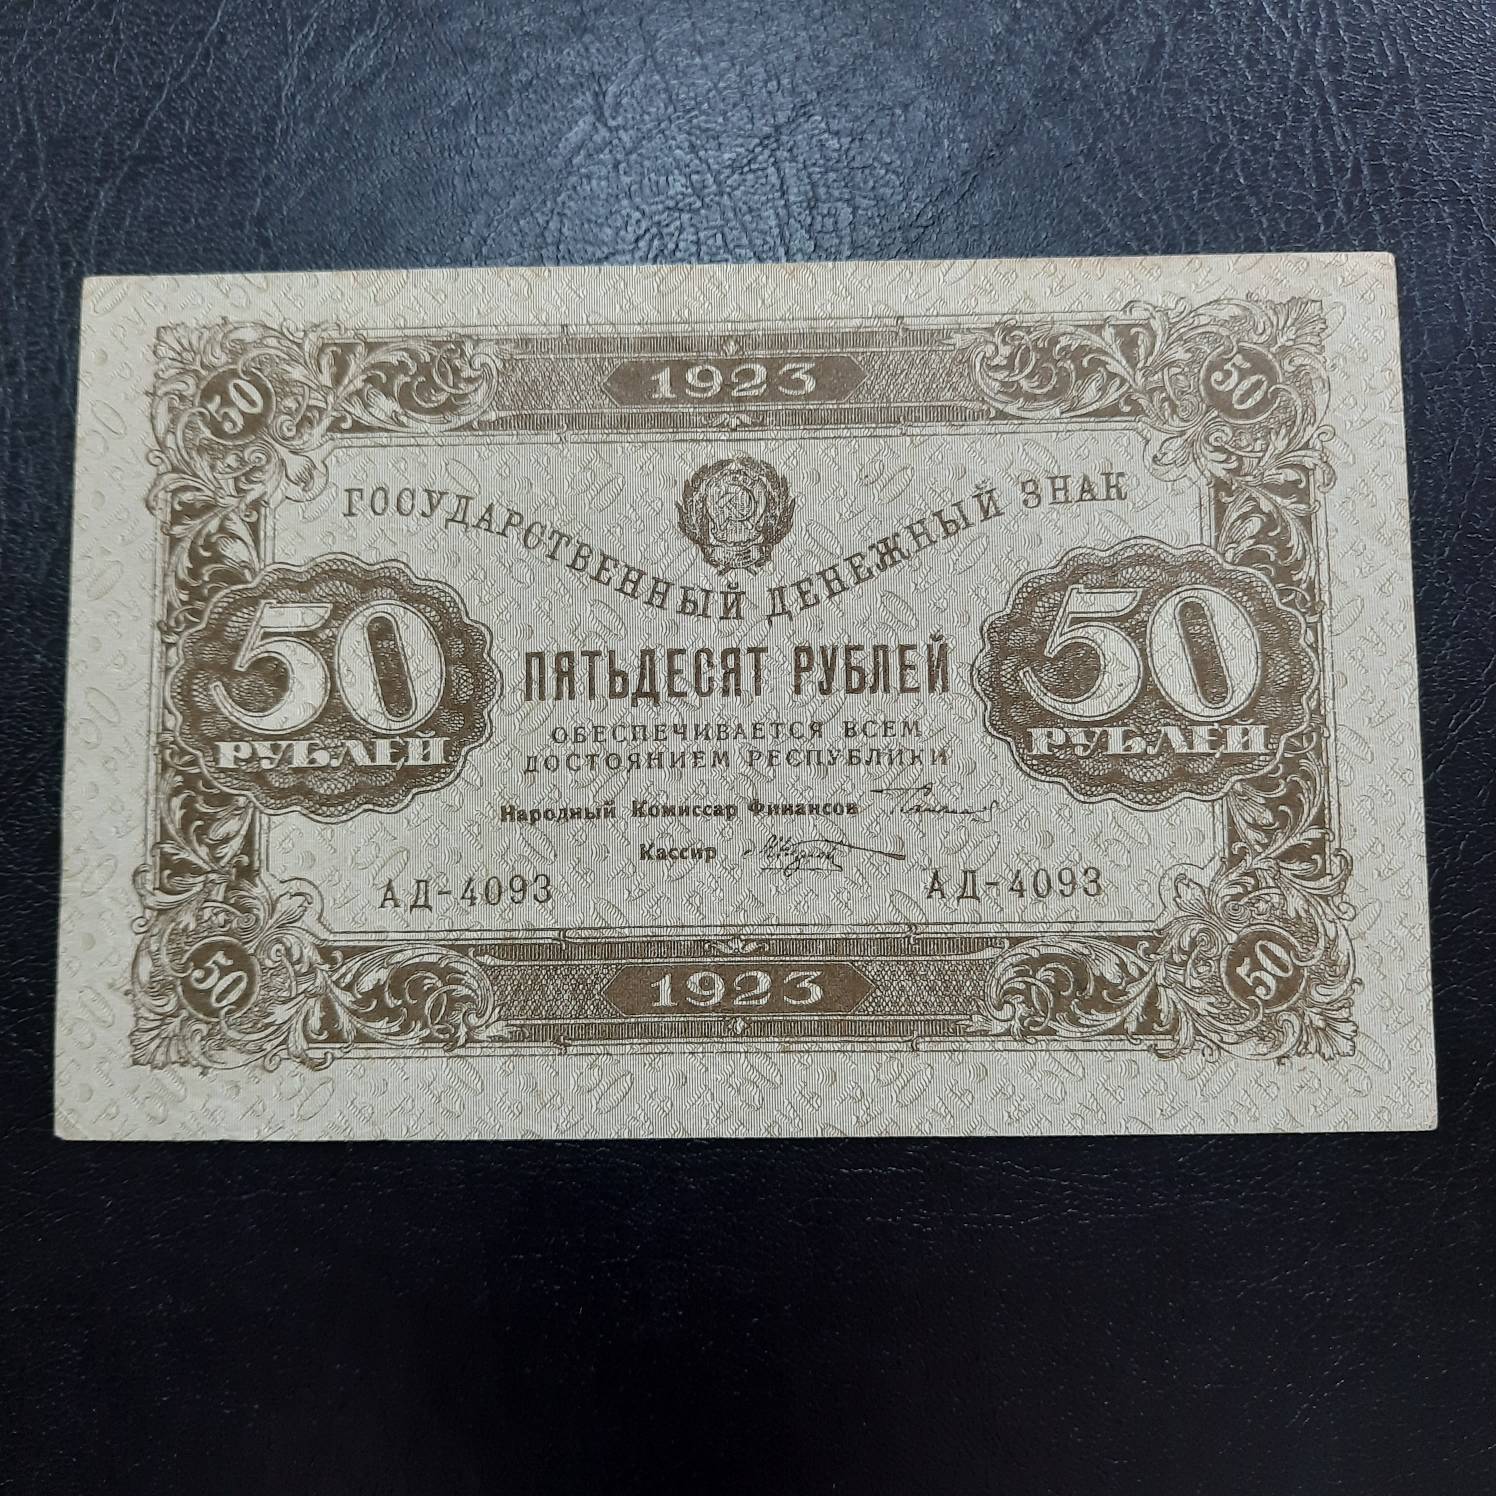 1923
50 50
ГОСУДАРСТВЕННЫЙ ДЕНЕЖНЫЙ ЗНАК
50 РУБЛЕЙ
ПЯТЬДЕСЯТ РУБЛЕЙ
50 РУБЛЕЙ
ОБЕСПЕЧИВАЕТСЯ ВСЕМ
ДОСТОЯНИЕМ РЕСПУБЛИКИ
Народный Комиссар Финансов
Кассир
АД-4093 АД-4093
50 50
1923